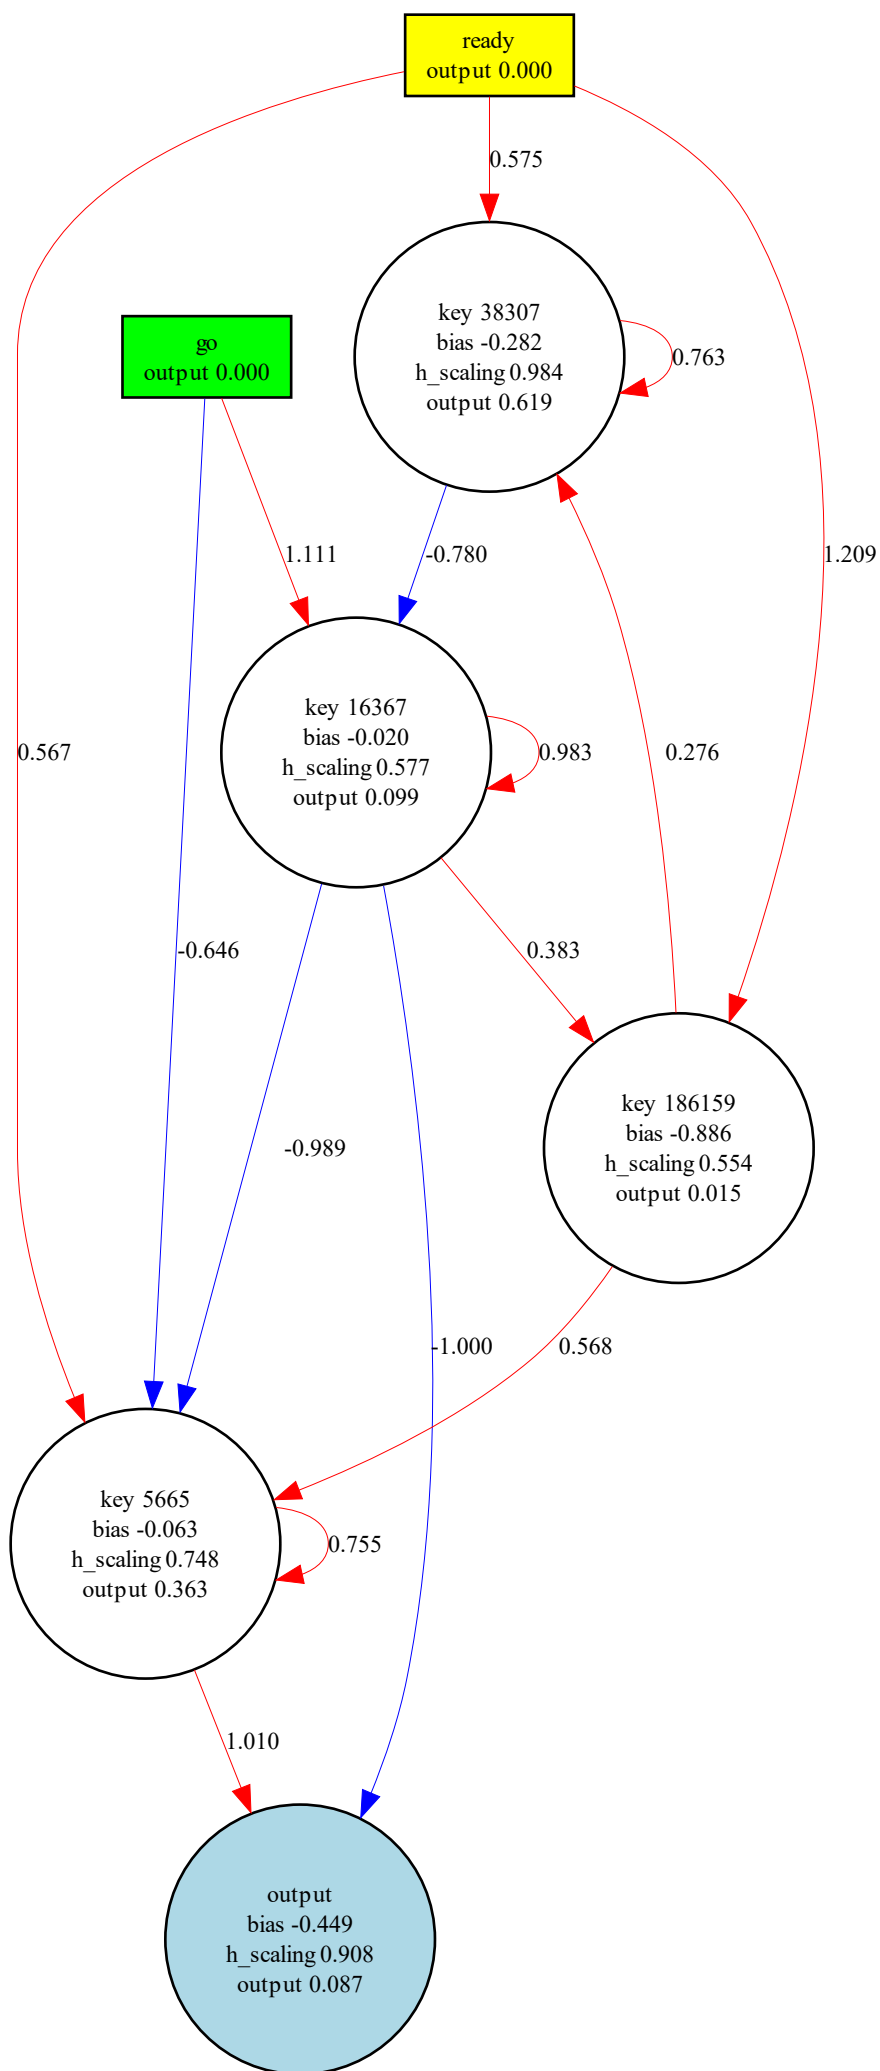 ready
output 0.000
0.575
go
output 0.000
key 38307
bias -0.282
h_scaling 0.984
output 0.619
0.763
1.111
-0.780
1.209
key 16367
bias -0.020
h_scaling 0.577
output 0.099
0.567
0.983
0.276
-0.646
0.383
key 186159
bias -0.886
h_scaling 0.554
output 0.015
-0.989
-1.000
0.568
key 5665
bias -0.063
h_scaling 0.748
output 0.363
0.755
1.010
output
bias -0.449
h_scaling 0.908
output 0.087